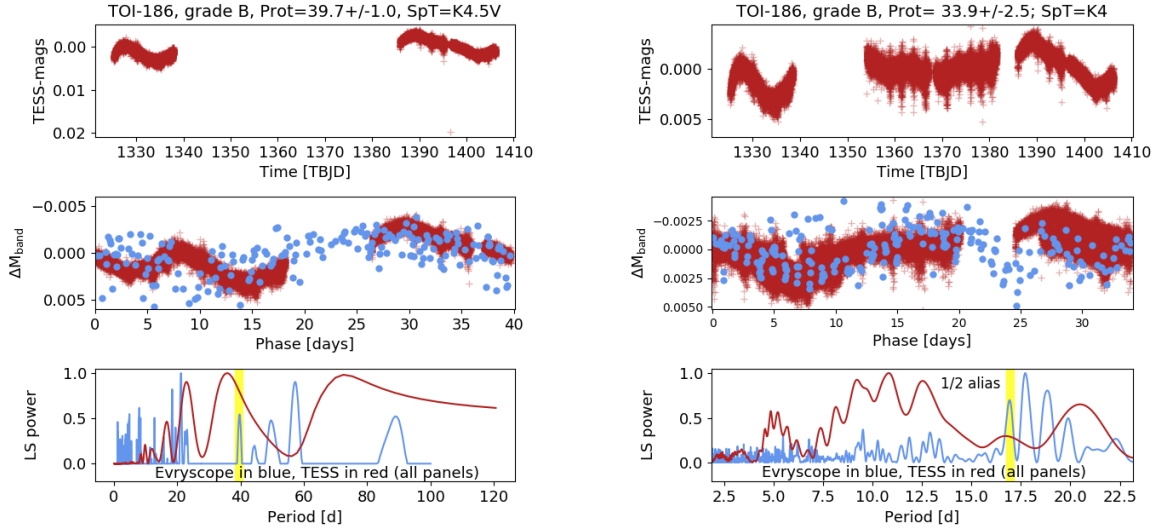 TOI-186, grade B, Prot=39.7+/-1.0, SpT=K4.5V
TESS-mags
0.00
0.01
0.02
1330 1340 1350 1360 1370 1380 1390 1400 1410
Time [TBJD]
ΔM_band
−0.005
0.000
0.005
0 5 10 15 20 25 30 35 40
Phase [days]
LS power
1.0
0.5
0.0
Evryscope in blue, TESS in red (all panels)
0 20 40 60 80 100 120
Period [d]
TOI-186, grade B, Prot= 33.9+/-2.5; SpT=K4
TESS-mags
0.000
0.005
1330 1340 1350 1360 1370 1380 1390 1400 1410
Time [TBJD]
ΔM_band
−0.0025
0.0000
0.0025
0.0050
0 5 10 15 20 25 30
Phase [days]
LS power
1.0
0.5
0.0
1/2 alias
Evryscope in blue, TESS in red (all panels)
2.5 5.0 7.5 10.0 12.5 15.0 17.5 20.0 22.5
Period [d]